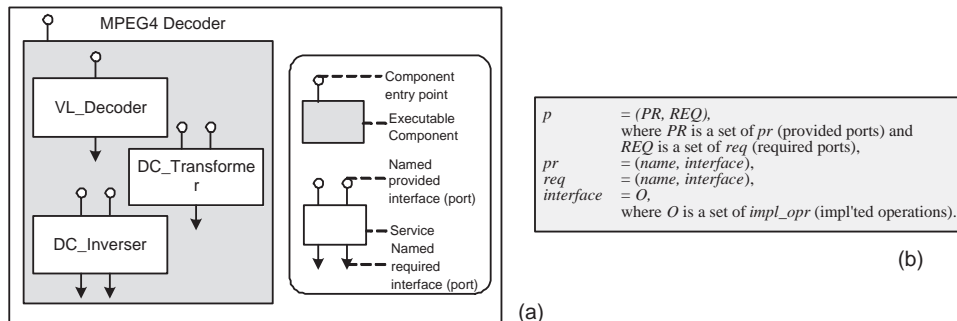 MPEG4 Decoder
VL_Decoder
DC_Transforme
r
DC_Inverser
Component
entry point
Executable
Component
Named
provided
interface (port)
Service
Named
required
interface (port)
(a)
p = (PR, REQ),
where PR is a set of pr (provided ports) and
REQ is a set of req (required ports),
pr = (name, interface),
req = (name, interface),
interface = O,
where O is a set of impl_opr (impl'ted operations).
(b)